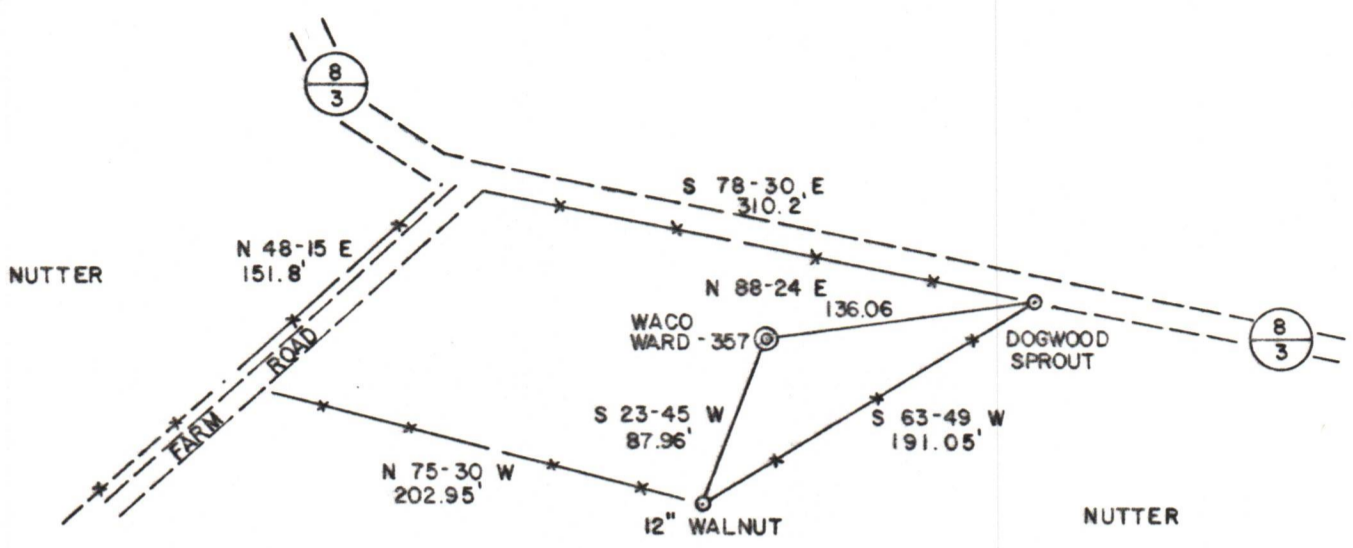 8
3
S 78-30 E
310.2'
N 48-15 E
151.8'
NUTTER
N 88-24 E
136.06
WACO
WARD - 357
DOGWOOD
SPROUT
8
3
FARM ROAD
S 23-45 W
87.96'
S 63-49 W
191.05'
N 75-30 W
202.95'
12" WALNUT
NUTTER